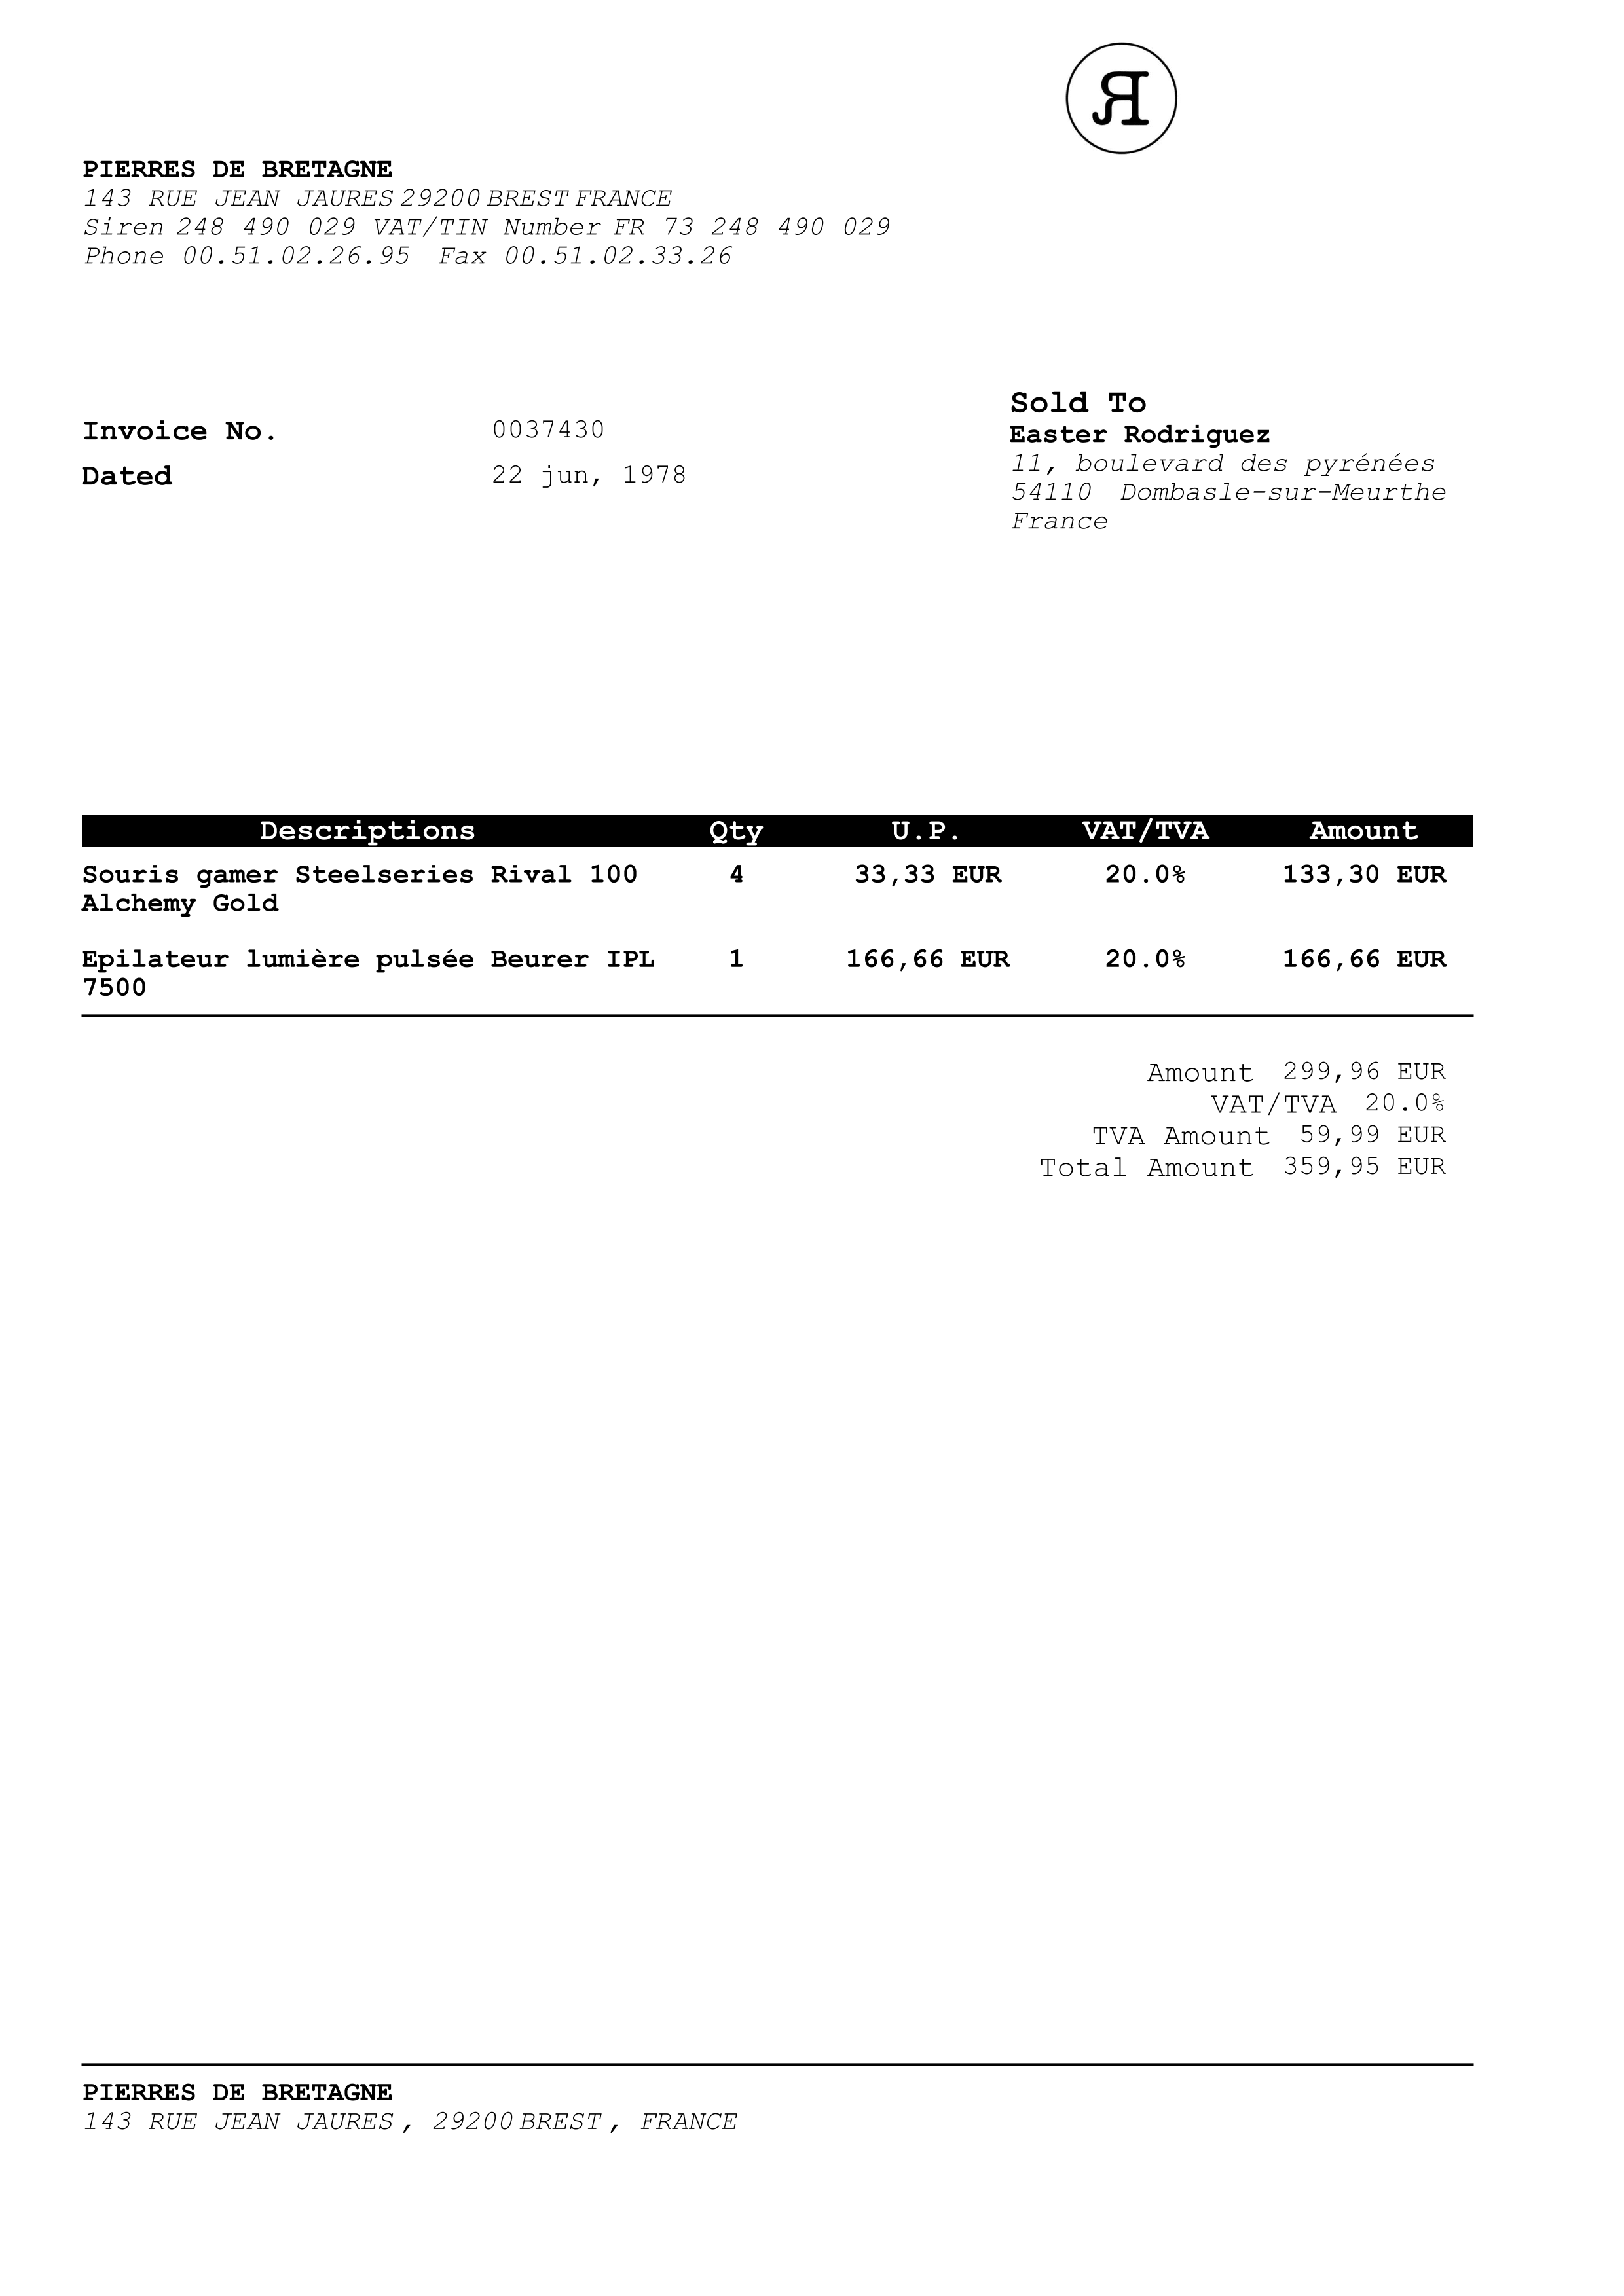 Я
PIERRES DE BRETAGNE
143 RUE JEAN JAURES 29200 BREST FRANCE
Siren 248 490 029 VAT/TIN Number FR 73 248 490 029
Phone 00.51.02.26.95 Fax 00.51.02.33.26
Invoice No. 0037430
Dated 22 jun, 1978
Sold To
Easter Rodriguez
11, boulevard des pyrénées
54110 Dombasle-sur-Meurthe
France
Descriptions Qty U.P. VAT/TVA Amount
Souris gamer Steelseries Rival 100 4 33,33 EUR 20.0% 133,30 EUR
Alchemy Gold
Epilateur lumière pulsée Beurer IPL 1 166,66 EUR 20.0% 166,66 EUR
7500
Amount 299,96 EUR
VAT/TVA 20.0%
TVA Amount 59,99 EUR
Total Amount 359,95 EUR
PIERRES DE BRETAGNE
143 RUE JEAN JAURES , 29200 BREST , FRANCE